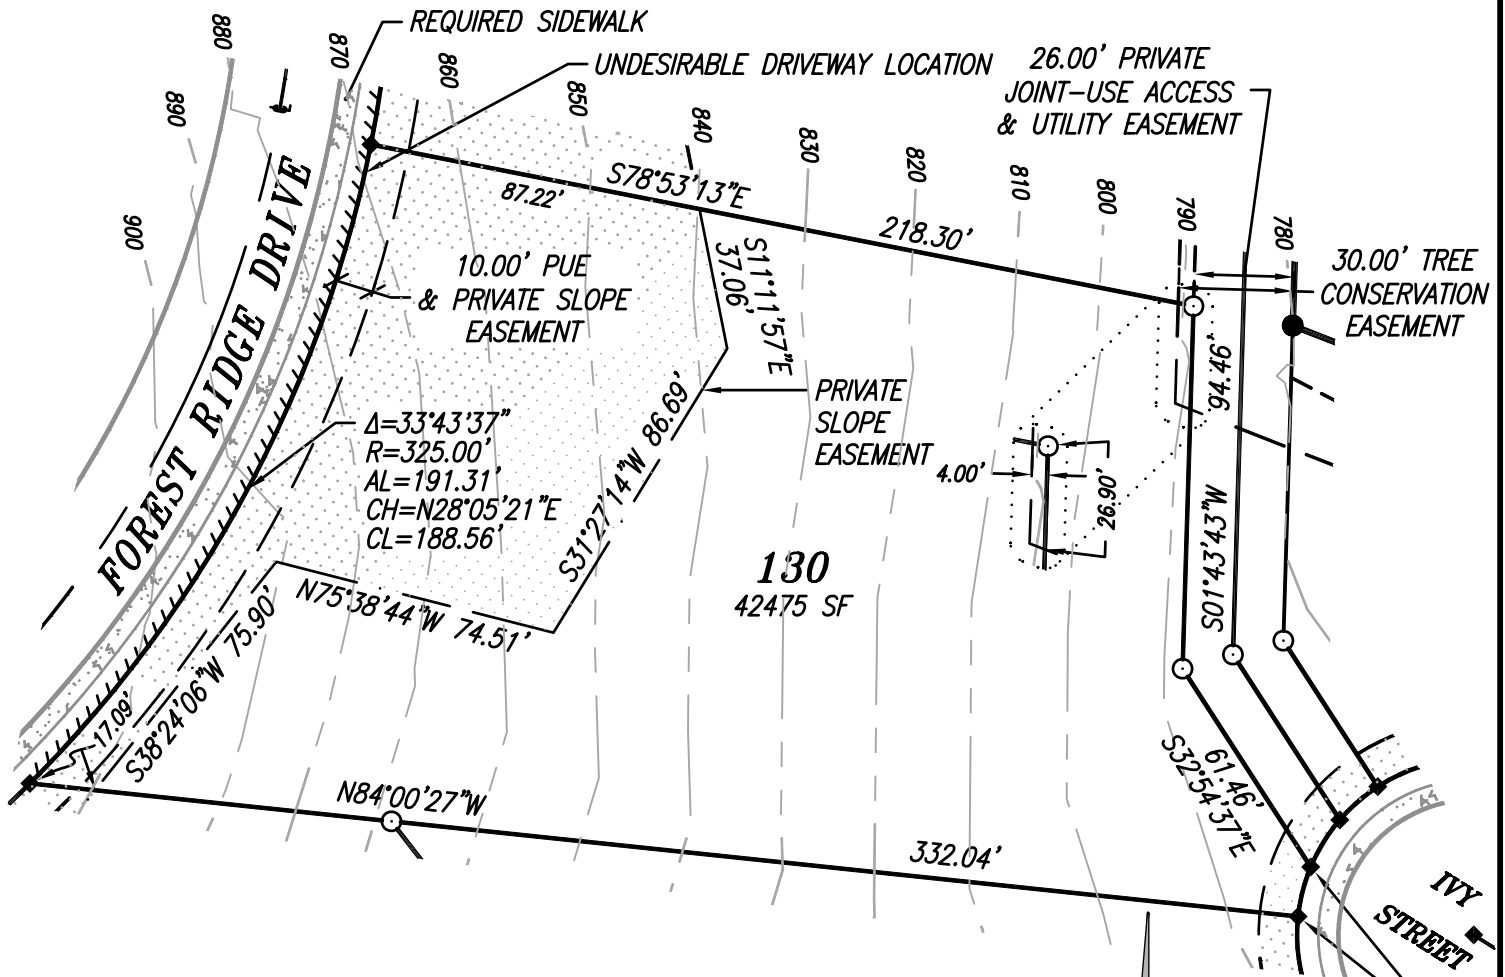 REQUIRED SIDEWALK
UNDESIRABLE DRIVEWAY LOCATION
26.00' PRIVATE
JOINT-USE ACCESS
& UTILITY EASEMENT
880
870
860
850
840
830
820
810
800
790
780
890
900
30.00' TREE
CONSERVATION
EASEMENT
S78°53'13"E
87.22'
218.30'
S11°11'57"E
37.06'
10.00' PUE
& PRIVATE SLOPE
EASEMENT
FOREST RIDGE DRIVE
PRIVATE
SLOPE
EASEMENT
Δ=33°43'37"
R=325.00'
AL=191.31'
CH=N28°05'21"E
CL=188.56'
S31°27'14"W 86.69'
4.00'
26.90'
94.46'
S01°43'43"W
130
42475 SF
N75°38'44"W 74.51'
S38°24'06"W 75.90'
17.09'
N84°00'27"W
332.04'
61.46'
S32°54'37"E
IVY
STREET